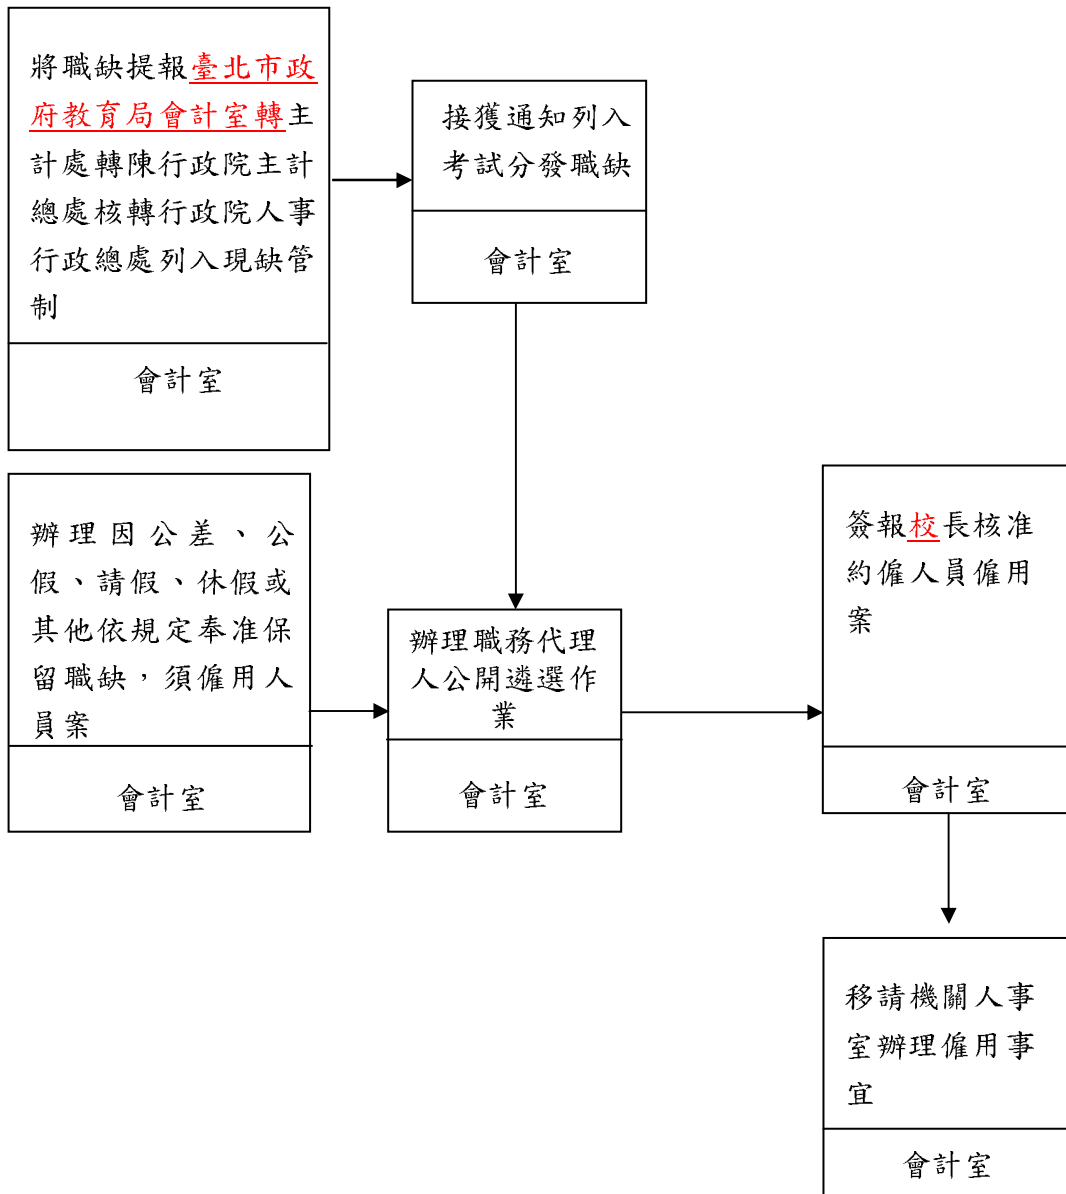 將職缺提報臺北市政
府教育局會計室轉主
計處轉陳行政院主計
總處核轉行政院人事
行政總處列入現缺管
制
會計室
接獲通知列入
考試分發職缺
會計室
辦理因公差、公
假、請假、休假或
其他依規定奉准保
留職缺，須僱用人
員案
會計室
辦理職務代理
人公開遴選作
業
會計室
簽報校長核准
約僱人員僱用
案
會計室
移請機關人事
室辦理僱用事
宜
會計室